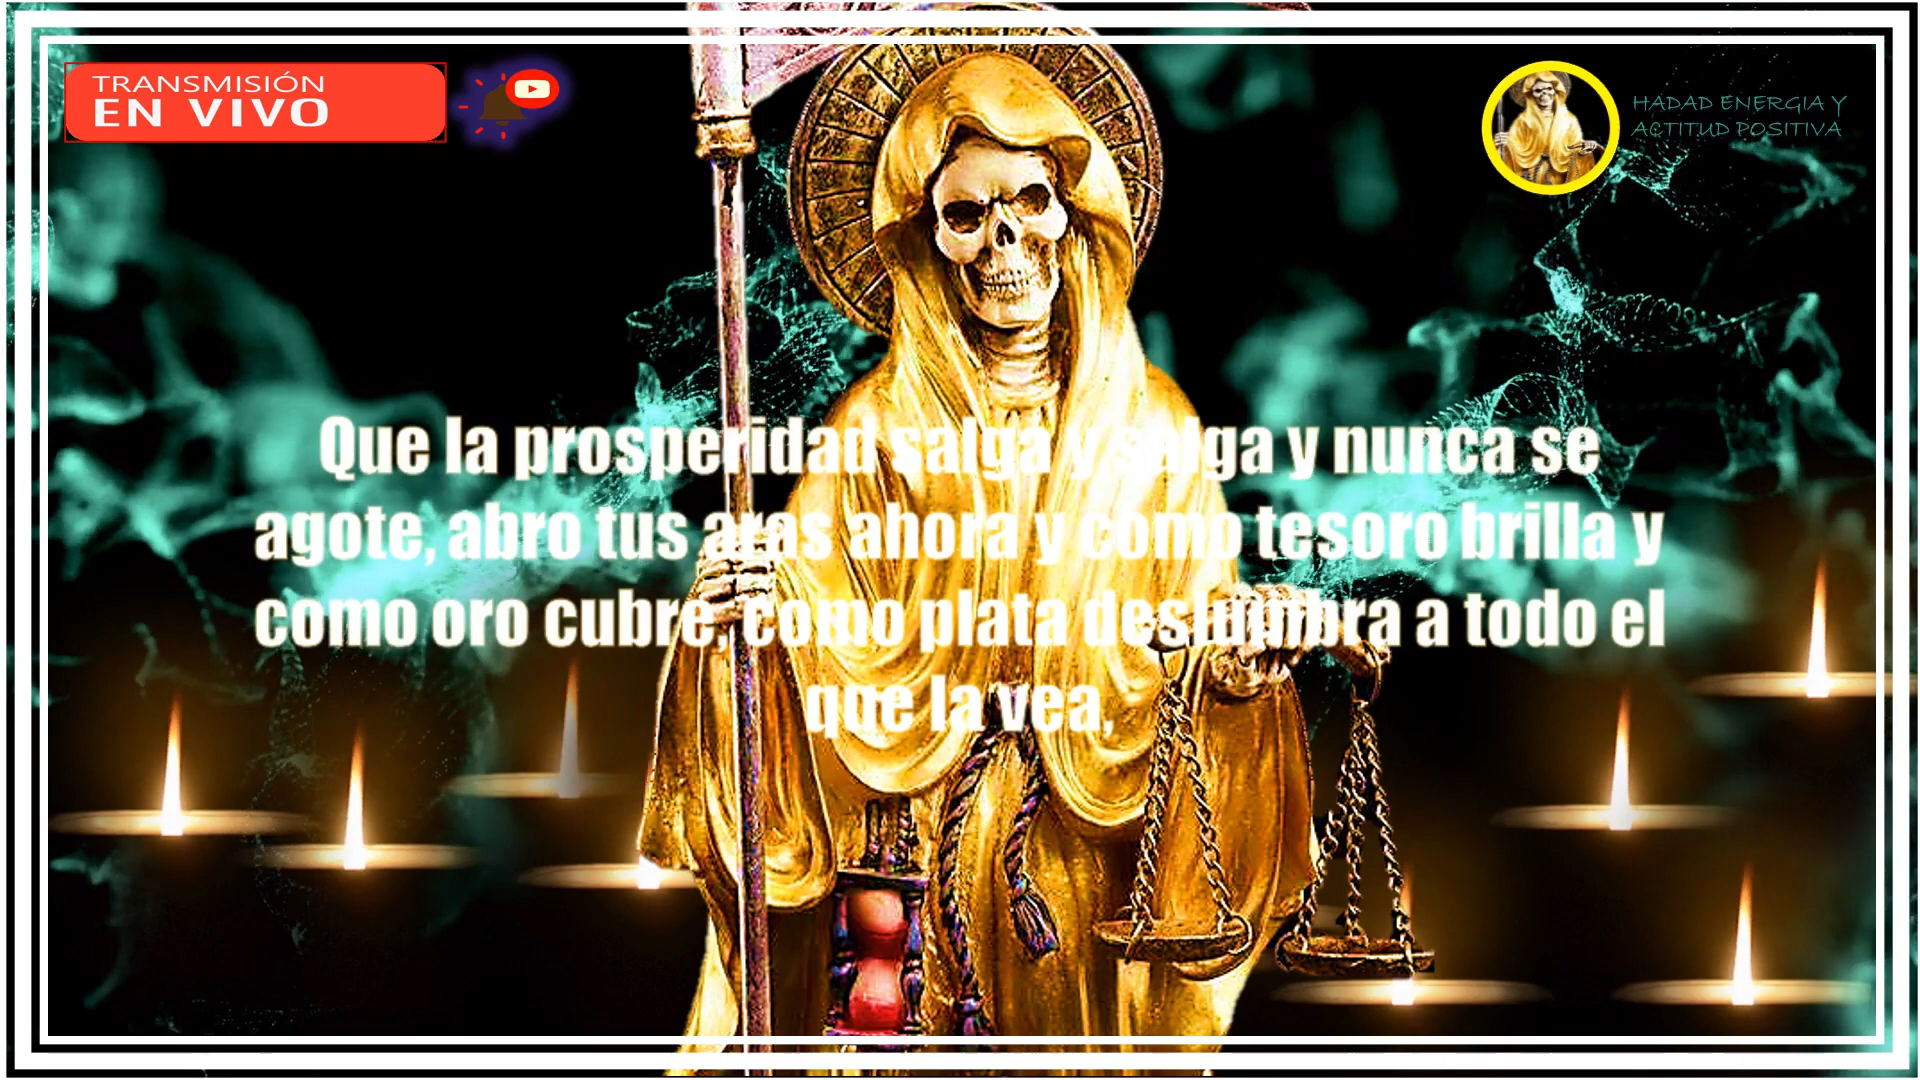 TRANSMISIÓN
EN VIVO
HADAD ENERGIA Y
ACTITUD POSITIVA
Que la prosperidad salga y salga y nunca se
agote, abro tus aras ahora y como tesoro brilla y
como oro cubre, como plata deslumbra a todo el
que la vea,